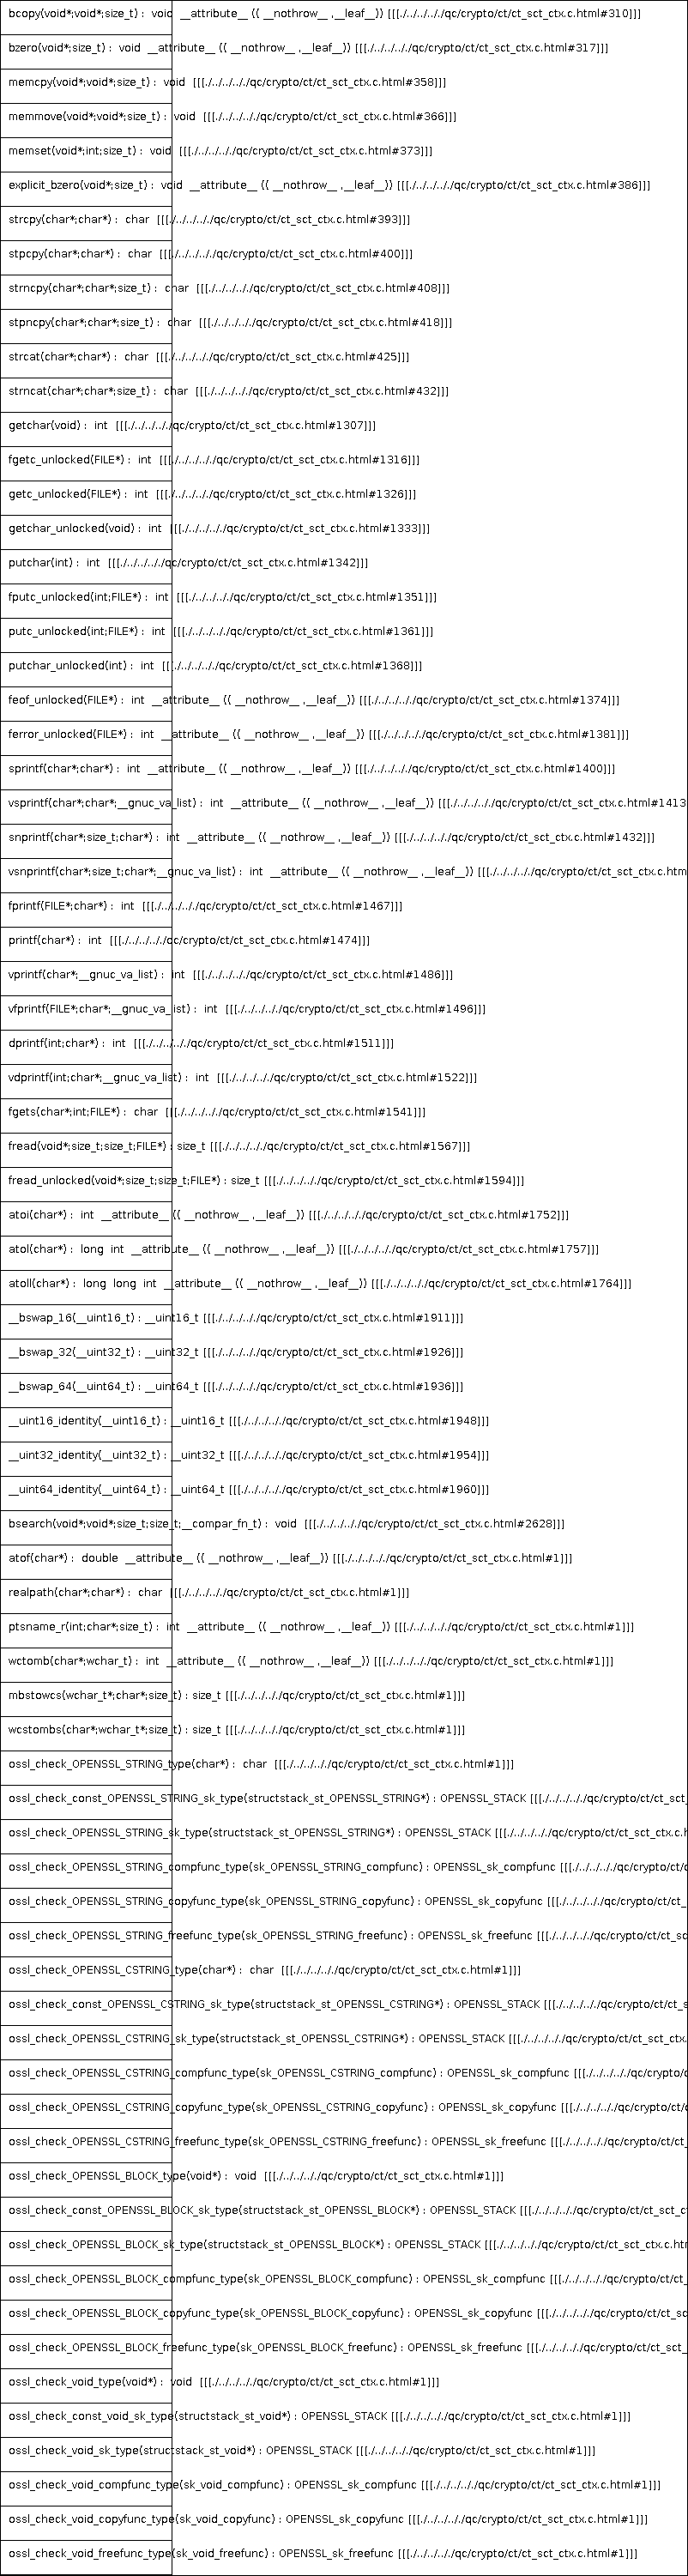 bcopy(void*;void*;size_t) : void __attribute__ (( __nothrow__ ,__leaf__)) [[[./../../../../qc/crypto/ct/ct_sct_ctx.c.html#310]]]
bzero(void*;size_t) : void __attribute__ (( __nothrow__ ,__leaf__)) [[[./../../../../qc/crypto/ct/ct_sct_ctx.c.html#317]]]
memcpy(void*;void*;size_t) : void [[[./../../../../qc/crypto/ct/ct_sct_ctx.c.html#358]]]
memmove(void*;void*;size_t) : void [[[./../../../../qc/crypto/ct/ct_sct_ctx.c.html#366]]]
memset(void*;int;size_t) : void [[[./../../../../qc/crypto/ct/ct_sct_ctx.c.html#373]]]
explicit_bzero(void*;size_t) : void __attribute__ (( __nothrow__ ,__leaf__)) [[[./../../../../qc/crypto/ct/ct_sct_ctx.c.html#386]]]
strcpy(char*;char*) : char [[[./../../../../qc/crypto/ct/ct_sct_ctx.c.html#393]]]
stpcpy(char*;char*) : char [[[./../../../../qc/crypto/ct/ct_sct_ctx.c.html#400]]]
strncpy(char*;char*;size_t) : char [[[./../../../../qc/crypto/ct/ct_sct_ctx.c.html#408]]]
stpncpy(char*;char*;size_t) : char [[[./../../../../qc/crypto/ct/ct_sct_ctx.c.html#418]]]
strcat(char*;char*) : char [[[./../../../../qc/crypto/ct/ct_sct_ctx.c.html#425]]]
strncat(char*;char*;size_t) : char [[[./../../../../qc/crypto/ct/ct_sct_ctx.c.html#432]]]
getchar(void) : int [[[./../../../../qc/crypto/ct/ct_sct_ctx.c.html#1307]]]
fgetc_unlocked(FILE*) : int [[[./../../../../qc/crypto/ct/ct_sct_ctx.c.html#1316]]]
getc_unlocked(FILE*) : int [[[./../../../../qc/crypto/ct/ct_sct_ctx.c.html#1326]]]
getchar_unlocked(void) : int [[[./../../../../qc/crypto/ct/ct_sct_ctx.c.html#1333]]]
putchar(int) : int [[[./../../../../qc/crypto/ct/ct_sct_ctx.c.html#1342]]]
fputc_unlocked(int;FILE*) : int [[[./../../../../qc/crypto/ct/ct_sct_ctx.c.html#1351]]]
putc_unlocked(int;FILE*) : int [[[./../../../../qc/crypto/ct/ct_sct_ctx.c.html#1361]]]
putchar_unlocked(int) : int [[[./../../../../qc/crypto/ct/ct_sct_ctx.c.html#1368]]]
feof_unlocked(FILE*) : int __attribute__ (( __nothrow__ ,__leaf__)) [[[./../../../../qc/crypto/ct/ct_sct_ctx.c.html#1374]]]
ferror_unlocked(FILE*) : int __attribute__ (( __nothrow__ ,__leaf__)) [[[./../../../../qc/crypto/ct/ct_sct_ctx.c.html#1381]]]
sprintf(char*;char*) : int __attribute__ (( __nothrow__ ,__leaf__)) [[[./../../../../qc/crypto/ct/ct_sct_ctx.c.html#1400]]]
vsprintf(char*;char*;__gnuc_va_list) : int __attribute__ (( __nothrow__ ,__leaf__)) [[[./../../../../qc/crypto/ct/ct_sct_ctx.c.html#1413
snprintf(char*;size_t;char*) : int __attribute__ (( __nothrow__ ,__leaf__)) [[[./../../../../qc/crypto/ct/ct_sct_ctx.c.html#1432]]]
vsnprintf(char*;size_t;char*;__gnuc_va_list) : int __attribute__ (( __nothrow__ ,__leaf__)) [[[./../../../../qc/crypto/ct/ct_sct_ctx.c.htm
fprintf(FILE*;char*) : int [[[./../../../../qc/crypto/ct/ct_sct_ctx.c.html#1467]]]
printf(char*) : int [[[./../../../../qc/crypto/ct/ct_sct_ctx.c.html#1474]]]
vprintf(char*;__gnuc_va_list) : int [[[./../../../../qc/crypto/ct/ct_sct_ctx.c.html#1486]]]
vfprintf(FILE*;char*;__gnuc_va_list) : int [[[./../../../../qc/crypto/ct/ct_sct_ctx.c.html#1496]]]
dprintf(int;char*) : int [[[./../../../../qc/crypto/ct/ct_sct_ctx.c.html#1511]]]
vdprintf(int;char*;__gnuc_va_list) : int [[[./../../../../qc/crypto/ct/ct_sct_ctx.c.html#1522]]]
fgets(char*;int;FILE*) : char [[[./../../../../qc/crypto/ct/ct_sct_ctx.c.html#1541]]]
fread(void*;size_t;size_t;FILE*) : size_t [[[./../../../../qc/crypto/ct/ct_sct_ctx.c.html#1567]]]
fread_unlocked(void*;size_t;size_t;FILE*) : size_t [[[./../../../../qc/crypto/ct/ct_sct_ctx.c.html#1594]]]
atoi(char*) : int __attribute__ (( __nothrow__ ,__leaf__)) [[[./../../../../qc/crypto/ct/ct_sct_ctx.c.html#1752]]]
atol(char*) : long int __attribute__ (( __nothrow__ ,__leaf__)) [[[./../../../../qc/crypto/ct/ct_sct_ctx.c.html#1757]]]
atoll(char*) : long long int __attribute__ (( __nothrow__ ,__leaf__)) [[[./../../../../qc/crypto/ct/ct_sct_ctx.c.html#1764]]]
__bswap_16(__uint16_t) : __uint16_t [[[./../../../../qc/crypto/ct/ct_sct_ctx.c.html#1911]]]
__bswap_32(__uint32_t) : __uint32_t [[[./../../../../qc/crypto/ct/ct_sct_ctx.c.html#1926]]]
__bswap_64(__uint64_t) : __uint64_t [[[./../../../../qc/crypto/ct/ct_sct_ctx.c.html#1936]]]
__uint16_identity(__uint16_t) : __uint16_t [[[./../../../../qc/crypto/ct/ct_sct_ctx.c.html#1948]]]
__uint32_identity(__uint32_t) : __uint32_t [[[./../../../../qc/crypto/ct/ct_sct_ctx.c.html#1954]]]
__uint64_identity(__uint64_t) : __uint64_t [[[./../../../../qc/crypto/ct/ct_sct_ctx.c.html#1960]]]
bsearch(void*;void*;size_t;size_t;__compar_fn_t) : void [[[./../../../../qc/crypto/ct/ct_sct_ctx.c.html#2628]]]
atof(char*) : double __attribute__ (( __nothrow__ ,__leaf__)) [[[./../../../../qc/crypto/ct/ct_sct_ctx.c.html#1]]]
realpath(char*;char*) : char [[[./../../../../qc/crypto/ct/ct_sct_ctx.c.html#1]]]
ptsname_r(int;char*;size_t) : int __attribute__ (( __nothrow__ ,__leaf__)) [[[./../../../../qc/crypto/ct/ct_sct_ctx.c.html#1]]]
wctomb(char*;wchar_t) : int __attribute__ (( __nothrow__ ,__leaf__)) [[[./../../../../qc/crypto/ct/ct_sct_ctx.c.html#1]]]
mbstowcs(wchar_t*;char*;size_t) : size_t [[[./../../../../qc/crypto/ct/ct_sct_ctx.c.html#1]]]
wcstombs(char*;wchar_t*;size_t) : size_t [[[./../../../../qc/crypto/ct/ct_sct_ctx.c.html#1]]]
ossl_check_OPENSSL_STRING_type(char*) : char [[[./../../../../qc/crypto/ct/ct_sct_ctx.c.html#1]]]
ossl_check_const_OPENSSL_STRING_sk_type(structstack_st_OPENSSL_STRING*) : OPENSSL_STACK [[[./../../../../qc/crypto/ct/ct_sct_
ossl_check_OPENSSL_STRING_sk_type(structstack_st_OPENSSL_STRING*) : OPENSSL_STACK [[[./../../../../qc/crypto/ct/ct_sct_ctx.c.h
ossl_check_OPENSSL_STRING_compfunc_type(sk_OPENSSL_STRING_compfunc) : OPENSSL_sk_compfunc [[[./../../../../qc/crypto/ct/c
ossl_check_OPENSSL_STRING_copyfunc_type(sk_OPENSSL_STRING_copyfunc) : OPENSSL_sk_copyfunc [[[./../../../../qc/crypto/ct/ct_
ossl_check_OPENSSL_STRING_freefunc_type(sk_OPENSSL_STRING_freefunc) : OPENSSL_sk_freefunc [[[./../../../../qc/crypto/ct/ct_sc
ossl_check_OPENSSL_CSTRING_type(char*) : char [[[./../../../../qc/crypto/ct/ct_sct_ctx.c.html#1]]]
ossl_check_const_OPENSSL_CSTRING_sk_type(structstack_st_OPENSSL_CSTRING*) : OPENSSL_STACK [[[./../../../../qc/crypto/ct/ct_s
ossl_check_OPENSSL_CSTRING_sk_type(structstack_st_OPENSSL_CSTRING*) : OPENSSL_STACK [[[./../../../../qc/crypto/ct/ct_sct_ctx.
ossl_check_OPENSSL_CSTRING_compfunc_type(sk_OPENSSL_CSTRING_compfunc) : OPENSSL_sk_compfunc [[[./../../../../qc/crypto/
ossl_check_OPENSSL_CSTRING_copyfunc_type(sk_OPENSSL_CSTRING_copyfunc) : OPENSSL_sk_copyfunc [[[./../../../../qc/crypto/ct/c
ossl_check_OPENSSL_CSTRING_freefunc_type(sk_OPENSSL_CSTRING_freefunc) : OPENSSL_sk_freefunc [[[./../../../../qc/crypto/ct/ct_
ossl_check_OPENSSL_BLOCK_type(void*) : void [[[./../../../../qc/crypto/ct/ct_sct_ctx.c.html#1]]]
ossl_check_const_OPENSSL_BLOCK_sk_type(structstack_st_OPENSSL_BLOCK*) : OPENSSL_STACK [[[./../../../../qc/crypto/ct/ct_sct_c
ossl_check_OPENSSL_BLOCK_sk_type(structstack_st_OPENSSL_BLOCK*) : OPENSSL_STACK [[[./../../../../qc/crypto/ct/ct_sct_ctx.c.htm
ossl_check_OPENSSL_BLOCK_compfunc_type(sk_OPENSSL_BLOCK_compfunc) : OPENSSL_sk_compfunc [[[./../../../../qc/crypto/ct/ct_
ossl_check_OPENSSL_BLOCK_copyfunc_type(sk_OPENSSL_BLOCK_copyfunc) : OPENSSL_sk_copyfunc [[[./../../../../qc/crypto/ct/ct_sc
ossl_check_OPENSSL_BLOCK_freefunc_type(sk_OPENSSL_BLOCK_freefunc) : OPENSSL_sk_freefunc [[[./../../../../qc/crypto/ct/ct_sct_
ossl_check_void_type(void*) : void [[[./../../../../qc/crypto/ct/ct_sct_ctx.c.html#1]]]
ossl_check_const_void_sk_type(structstack_st_void*) : OPENSSL_STACK [[[./../../../../qc/crypto/ct/ct_sct_ctx.c.html#1]]]
ossl_check_void_sk_type(structstack_st_void*) : OPENSSL_STACK [[[./../../../../qc/crypto/ct/ct_sct_ctx.c.html#1]]]
ossl_check_void_compfunc_type(sk_void_compfunc) : OPENSSL_sk_compfunc [[[./../../../../qc/crypto/ct/ct_sct_ctx.c.html#1]]]
ossl_check_void_copyfunc_type(sk_void_copyfunc) : OPENSSL_sk_copyfunc [[[./../../../../qc/crypto/ct/ct_sct_ctx.c.html#1]]]
ossl_check_void_freefunc_type(sk_void_freefunc) : OPENSSL_sk_freefunc [[[./../../../../qc/crypto/ct/ct_sct_ctx.c.html#1]]]